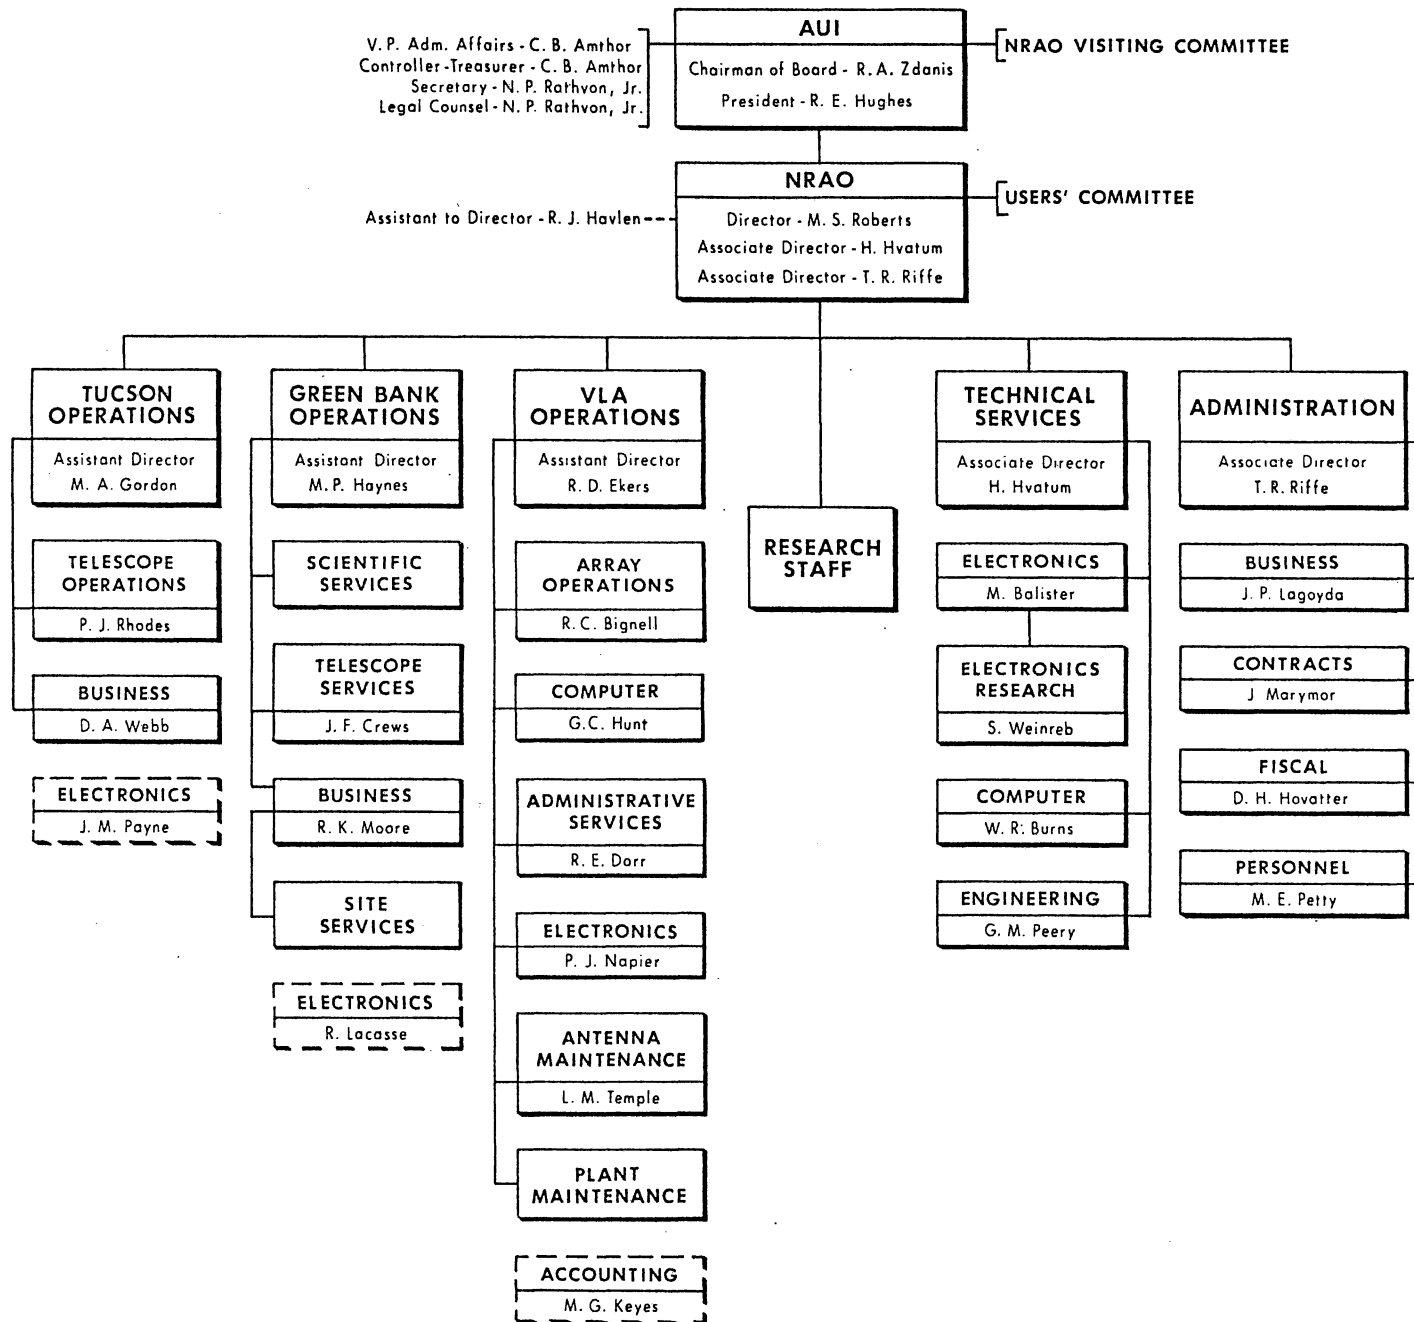 AUI
V. P. Adm. Affairs - C. B. Amthor
Controller-Treasurer - C. B. Amthor
Secretary - N. P. Rathvon, Jr.
Legal Counsel - N. P. Rathvon, Jr.
Chairman of Board - R. A. Zdanis
President - R. E. Hughes
NRAO VISITING COMMITTEE
NRAO
Assistant to Director - R. J. Havlen
Director - M. S. Roberts
Associate Director - H. Hvatum
Associate Director - T. R. Riffe
USERS' COMMITTEE
TUCSON
OPERATIONS
Assistant Director
M. A. Gordon
TELESCOPE
OPERATIONS
P. J. Rhodes
BUSINESS
D. A. Webb
ELECTRONICS
J. M. Payne
GREEN BANK
OPERATIONS
Assistant Director
M. P. Haynes
SCIENTIFIC
SERVICES
TELESCOPE
SERVICES
J. F. Crews
BUSINESS
R. K. Moore
SITE
SERVICES
ELECTRONICS
R. Lacasse
VLA
OPERATIONS
Assistant Director
R. D. Ekers
ARRAY
OPERATIONS
R. C. Bignell
COMPUTER
G. C. Hunt
ADMINISTRATIVE
SERVICES
R. E. Dorr
ELECTRONICS
P. J. Napier
ANTENNA
MAINTENANCE
L. M. Temple
PLANT
MAINTENANCE
ACCOUNTING
M. G. Keyes
RESEARCH
STAFF
TECHNICAL
SERVICES
Associate Director
H. Hvatum
ELECTRONICS
M. Balister
ELECTRONICS
RESEARCH
S. Weinreb
COMPUTER
W. R. Burns
ENGINEERING
G. M. Peery
ADMINISTRATION
Associate Director
T. R. Riffe
BUSINESS
J. P. Lagoyda
CONTRACTS
J Marymor
FISCAL
D. H. Hovatter
PERSONNEL
M. E. Petty